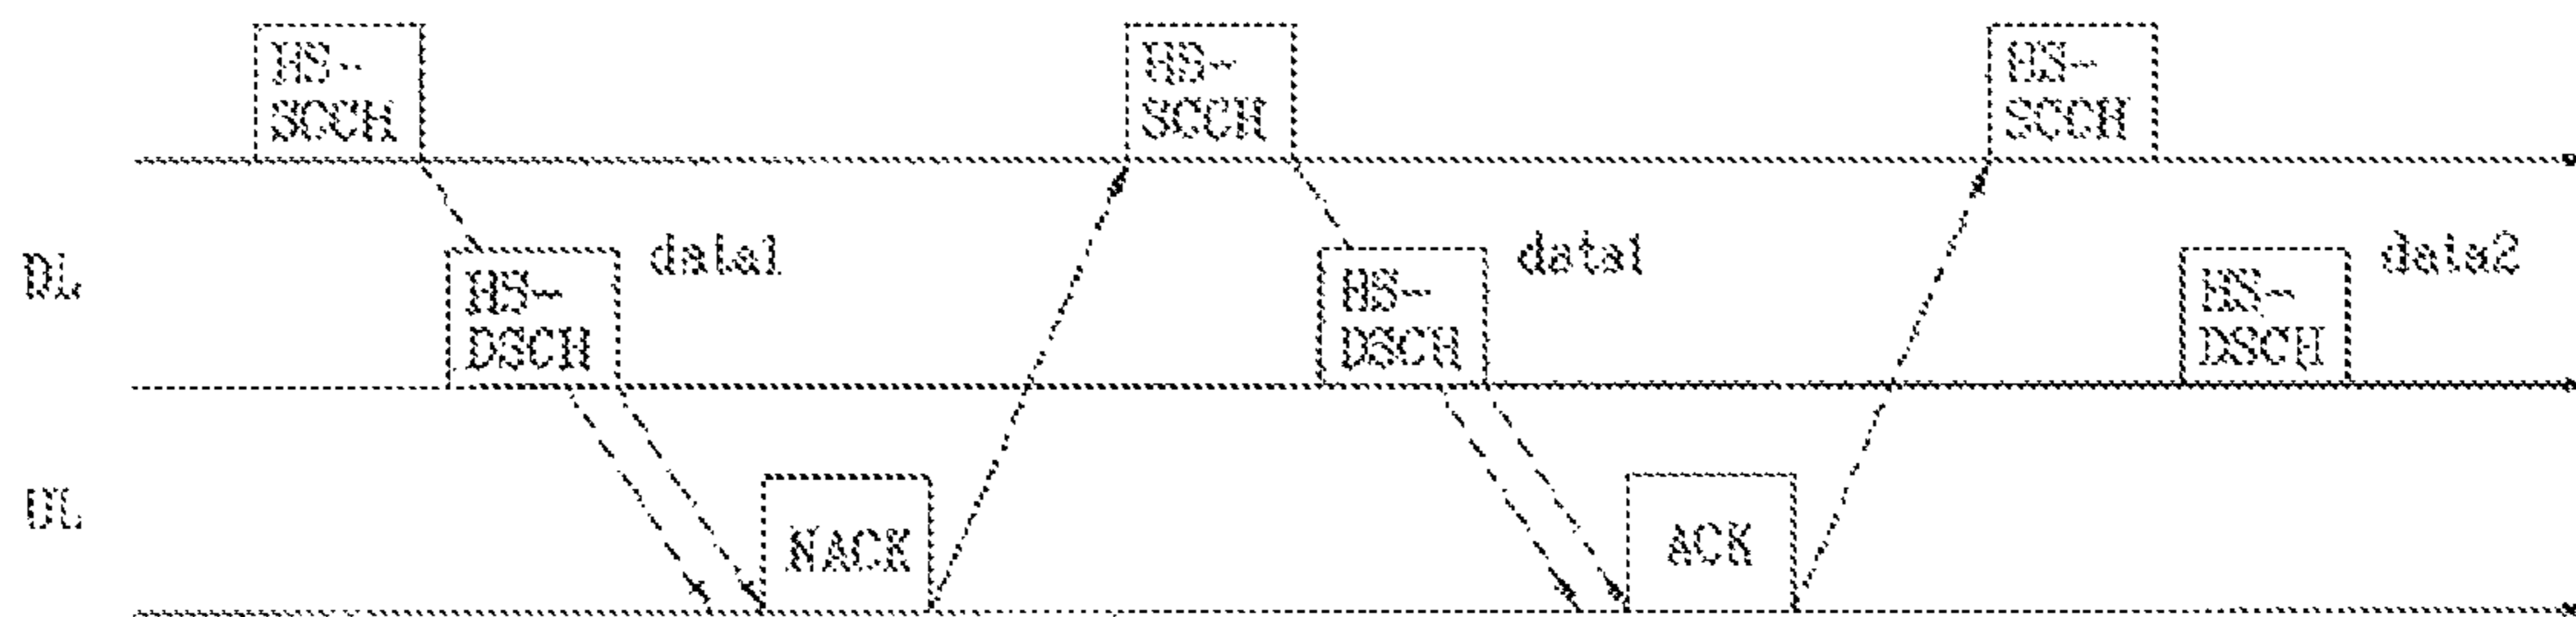 HS-
SCCH
HS-
SCCH
HS-
SCCH
DL
HS-
DSCH
data1
HS-
DSCH
data1
HS-
DSCH
data2
UL
NACK
ACK